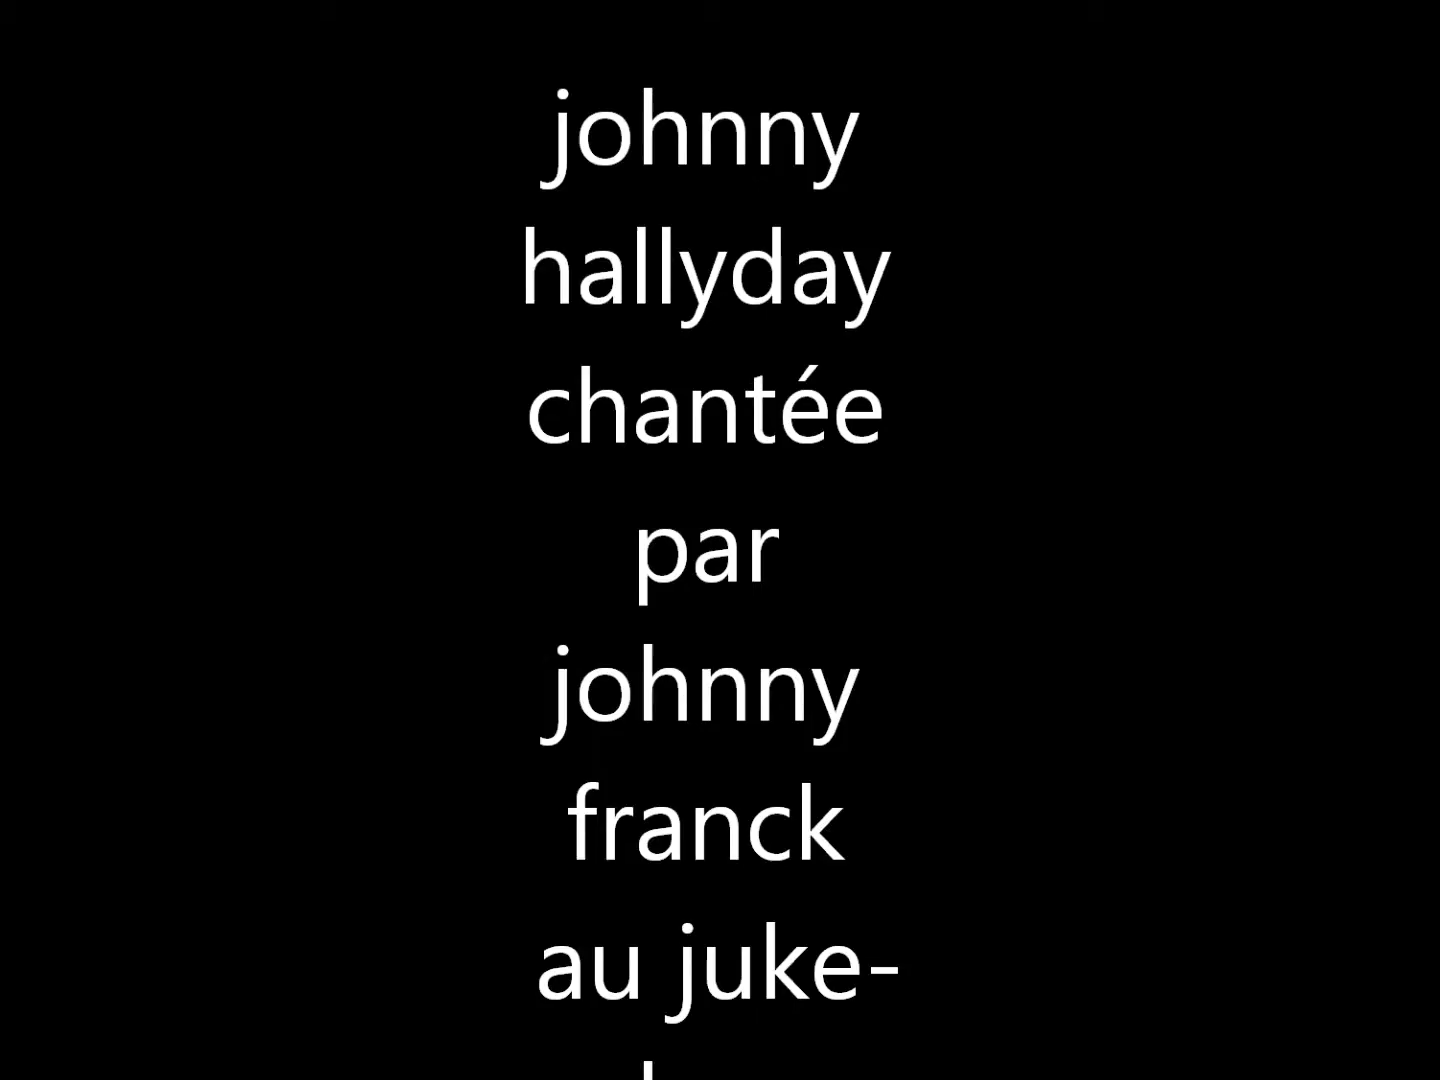 johnny
hallyday
chantée
par
johnny
franck
au juke-